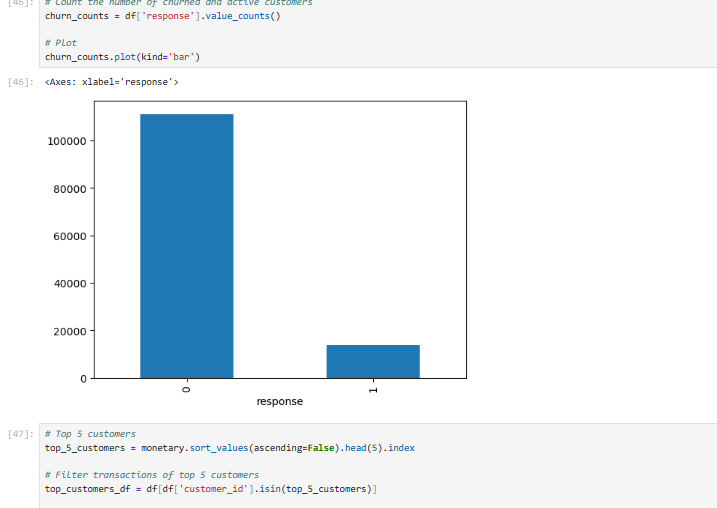 [46]: # Count the number of churned and active customers
churn_counts = df['response'].value_counts()
# Plot
churn_counts.plot(kind='bar')
[46]: <Axes: xlabel='response'>
100000
80000
60000
40000
20000
0
0 1
response
[47]: # Top 5 customers
top_5_customers = monetary.sort_values(ascending=False).head(5).index
# Filter transactions of top 5 customers
top_customers_df = df[df['customer_id'].isin(top_5_customers)]